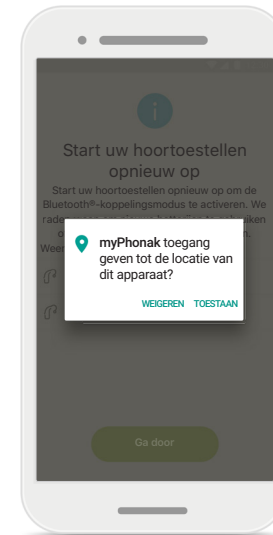 Start uw hoortoestellen
opnieuw op
Start uw hoortoestellen opnieuw op om de
Bluetooth®-koppelingsmodus te activeren. We
myPhonak toegang
geven tot de locatie van
dit apparaat?
WEIGEREN TOESTAAN
Ga door